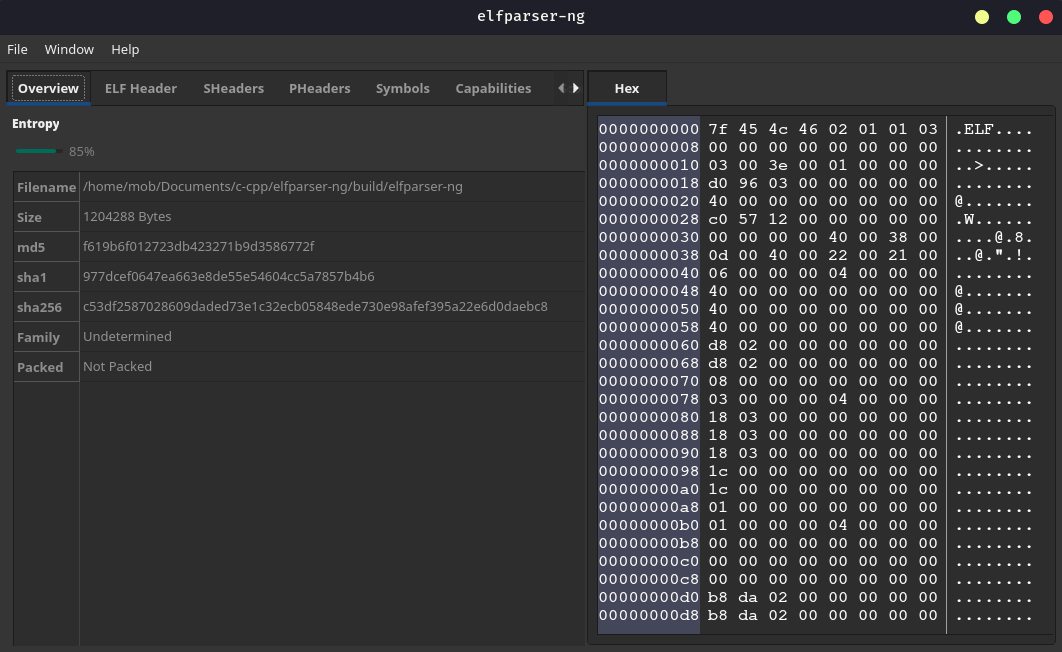 elfparser-ng
File Window Help
Overview ELF Header SHeaders PHeaders Symbols Capabilities
Hex
Entropy
85%
Filename /home/mob/Documents/c-cpp/elfparser-ng/build/elfparser-ng
Size 1204288 Bytes
md5 f619b6f012723db423271b9d3586772f
sha1 977dcef0647ea663e8de55e54604cc5a7857b4b6
sha256 c53df2587028609daded73e1c32ecb05848ede730e98afef395a22e6d0daebc8
Family Undetermined
Packed Not Packed
0000000000 7f 45 4c 46 02 01 01 03 .ELF....
0000000008 00 00 00 00 00 00 00 00 ........
0000000010 03 00 3e 00 01 00 00 00 ..>.....
0000000018 d0 96 03 00 00 00 00 00 ........
0000000020 40 00 00 00 00 00 00 00 @.......
0000000028 c0 57 12 00 00 00 00 00 .W......
0000000030 00 00 00 00 40 00 38 00 ....@.8.
0000000038 0d 00 40 00 22 00 21 00 ..@.".!.
0000000040 06 00 00 00 04 00 00 00 ........
0000000048 40 00 00 00 00 00 00 00 @.......
0000000050 40 00 00 00 00 00 00 00 @.......
0000000058 40 00 00 00 00 00 00 00 @.......
0000000060 d8 02 00 00 00 00 00 00 ........
0000000068 d8 02 00 00 00 00 00 00 ........
0000000070 08 00 00 00 00 00 00 00 ........
0000000078 03 00 00 00 04 00 00 00 ........
0000000080 18 03 00 00 00 00 00 00 ........
0000000088 18 03 00 00 00 00 00 00 ........
0000000090 18 03 00 00 00 00 00 00 ........
0000000098 1c 00 00 00 00 00 00 00 ........
00000000a0 1c 00 00 00 00 00 00 00 ........
00000000a8 01 00 00 00 00 00 00 00 ........
00000000b0 01 00 00 00 04 00 00 00 ........
00000000b8 00 00 00 00 00 00 00 00 ........
00000000c0 00 00 00 00 00 00 00 00 ........
00000000c8 00 00 00 00 00 00 00 00 ........
00000000d0 b8 da 02 00 00 00 00 00 ........
00000000d8 b8 da 02 00 00 00 00 00 ........